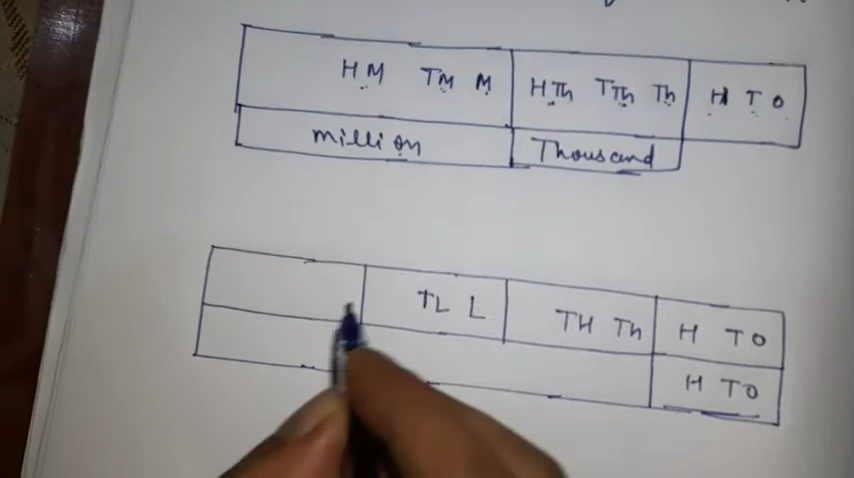 HM TM M HTh TTh Th H T O
million Thousand
TL L TH Th H T O
H T O